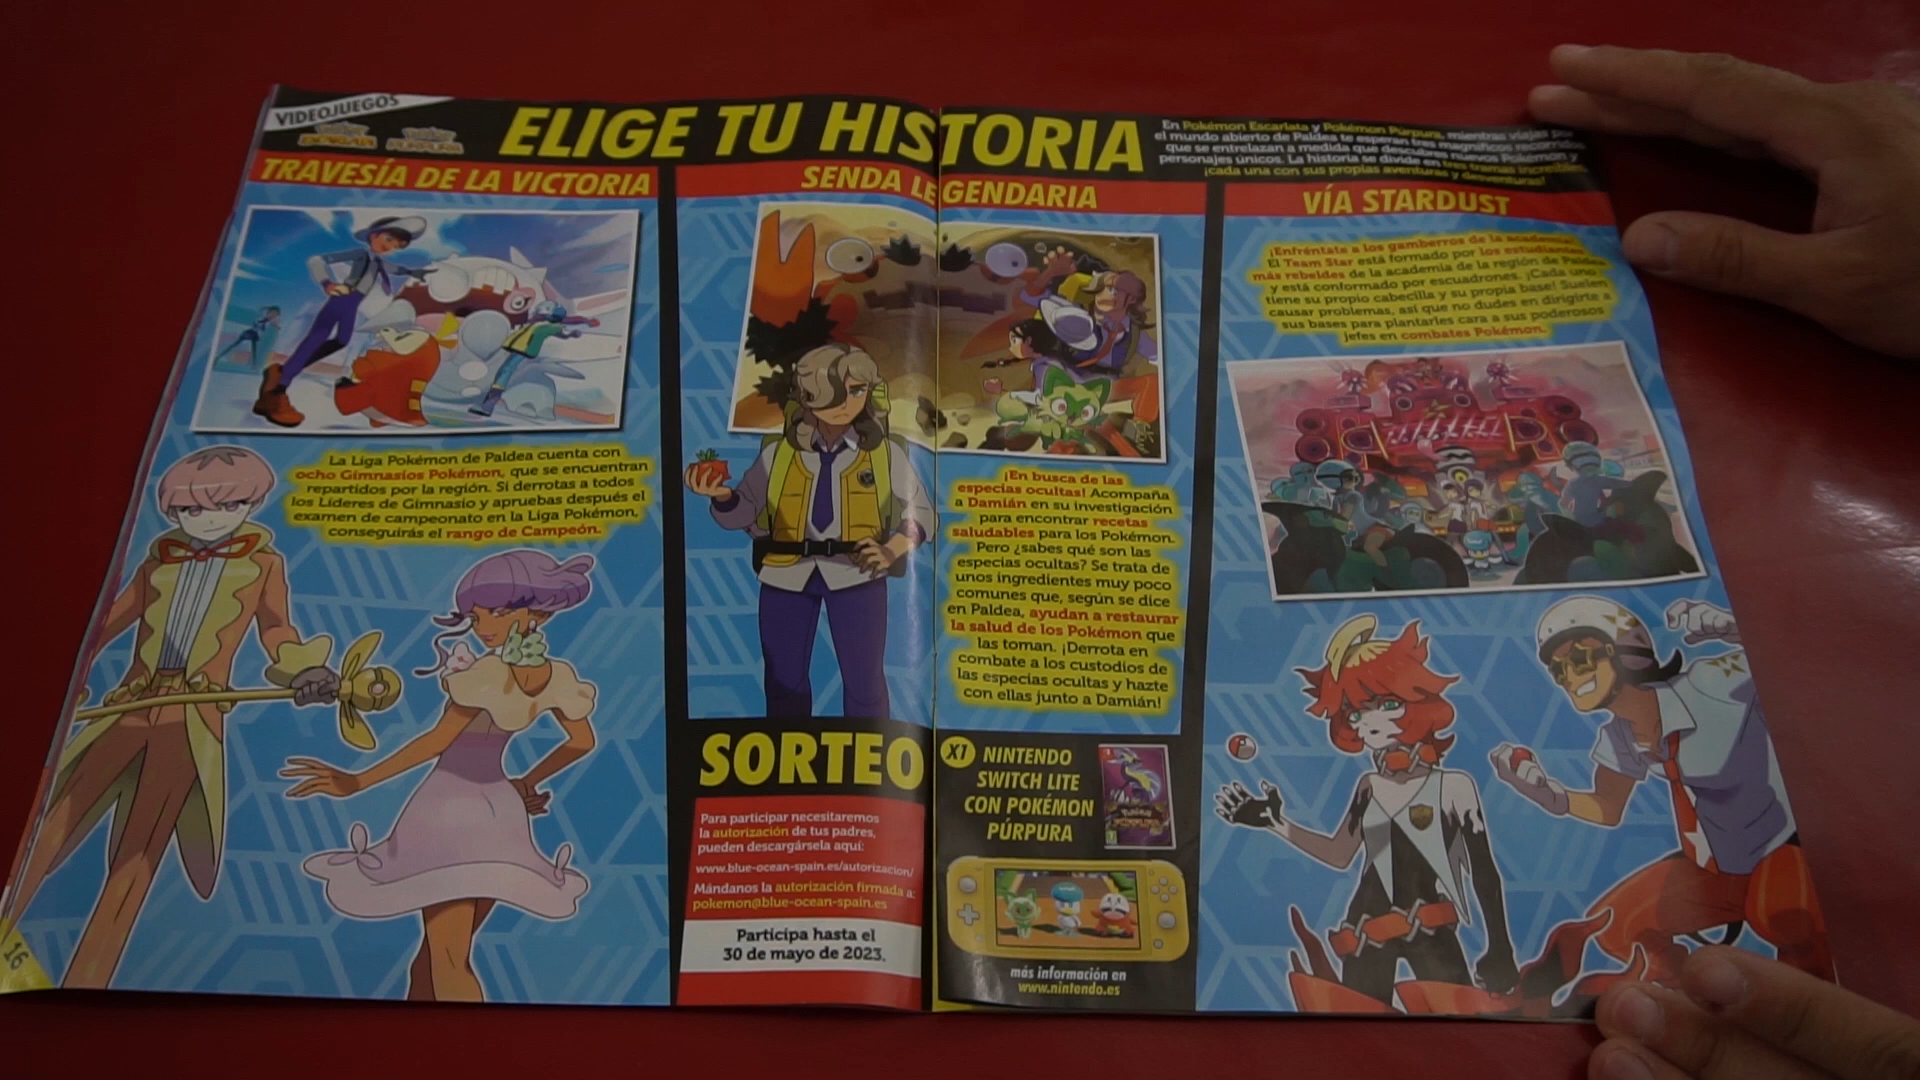 VIDEOJUEGOS
POKÉMON ESCARLATA
POKÉMON PÚRPURA
ELIGE TU HISTORIA
En Pokémon Escarlata y Pokémon Púrpura, mientras viajas por
el mundo abierto de Paldea te esperan tres magníficos recorridos
que se entrelazan a medida que descubres nuevos Pokémon y
personajes únicos. La historia se divide en tres tramas increíbles,
¡cada una con sus propias aventuras y desventuras!
TRAVESÍA DE LA VICTORIA
La Liga Pokémon de Paldea cuenta con
ocho Gimnasios Pokémon, que se encuentran
repartidos por la región. Si derrotas a todos
los Líderes de Gimnasio y apruebas después el
examen de campeonato en la Liga Pokémon,
conseguirás el rango de Campeón.
16
SENDA LEGENDARIA
¡En busca de las
especias ocultas! Acompaña
a Damián en su investigación
para encontrar recetas
saludables para los Pokémon.
Pero ¿sabes qué son las
especias ocultas? Se trata de
unos ingredientes muy poco
comunes que, según se dice
en Paldea, ayudan a restaurar
la salud de los Pokémon que
las toman. ¡Derrota en
combate a los custodios de
las especias ocultas y hazte
con ellas junto a Damián!
SORTEO
Para participar necesitaremos
la autorización de tus padres,
pueden descargársela aquí:
www.blue-ocean-spain.es/autorizacion/
Mándanos la autorización firmada a:
pokemon@blue-ocean-spain.es
Participa hasta el
30 de mayo de 2023.
X1 NINTENDO
SWITCH LITE
CON POKÉMON
PÚRPURA
más información en
www.nintendo.es
VÍA STARDUST
¡Enfréntate a los gamberros de la academia!
El Team Star está formado por los estudiantes
más rebeldes de la academia de la región de Paldea
y está conformado por escuadrones. ¡Cada uno
tiene su propio cabecilla y su propia base! Suelen
causar problemas, así que no dudes en dirigirte a
sus bases para plantarles cara a sus poderosos
jefes en combates Pokémon.